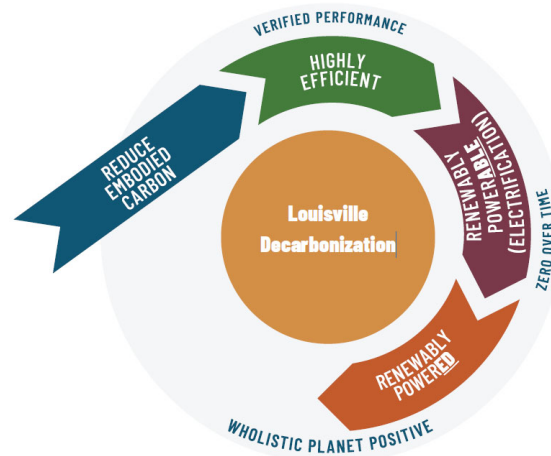 VERIFIED PERFORMANCE
HIGHLY
EFFICIENT
REDUCE
EMBODIED
CARBON
RENEWABLY
POWERABLE
(ELECTRIFICATION)
Louisville
Decarbonization
ZERO OVER TIME
RENEWABLY
POWERED
WHOLISTIC PLANET POSITIVE